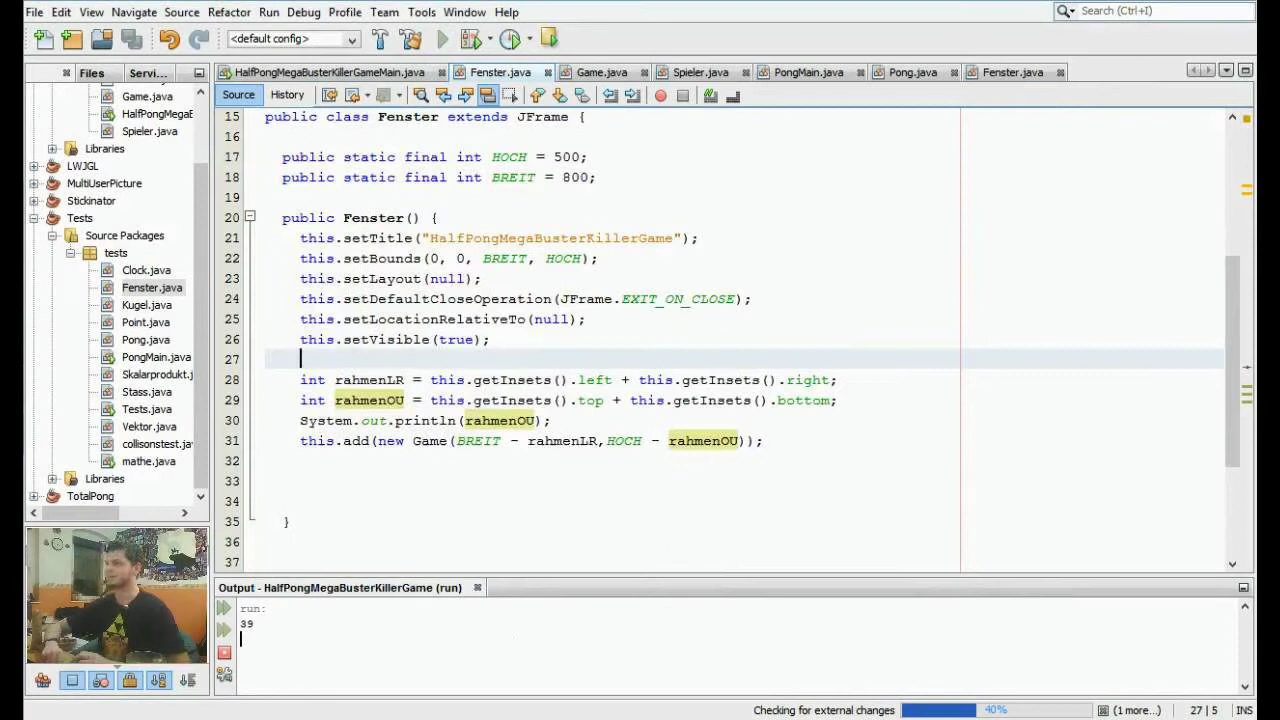 File Edit View Navigate Source Refactor Run Debug Profile Team Tools Window Help
Search (Ctrl+I)
<default config>
Files Servi...
HalfPongMegaBusterKillerGameMain.java Fenster.java Game.java Spieler.java PongMain.java Pong.java Fenster.java
Source History
Game.java
HalfPongMegaE
Spieler.java
Libraries
LWJGL
MultiUserPicture
Stickinator
Tests
Source Packages
tests
Clock.java
Fenster.java
Kugel.java
Point.java
Pong.java
PongMain.java
Skalarprodukt.j
Stass.java
Tests.java
Vektor.java
collisonstest.jav
mathe.java
Libraries
TotalPong
15 public class Fenster extends JFrame {
16
17 public static final int HOCH = 500;
18 public static final int BREIT = 800;
19
20 public Fenster() {
21 this.setTitle("HalfPongMegaBusterKillerGame");
22 this.setBounds(0, 0, BREIT, HOCH);
23 this.setLayout(null);
24 this.setDefaultCloseOperation(JFrame.EXIT_ON_CLOSE);
25 this.setLocationRelativeTo(null);
26 this.setVisible(true);
27
28 int rahmenLR = this.getInsets().left + this.getInsets().right;
29 int rahmenOU = this.getInsets().top + this.getInsets().bottom;
30 System.out.println(rahmenOU);
31 this.add(new Game(BREIT - rahmenLR,HOCH - rahmenOU));
32
33
34
35 }
36
37
Output - HalfPongMegaBusterKillerGame (run)
run:
39
Checking for external changes 40% (1 more...) 27 | 5 INS